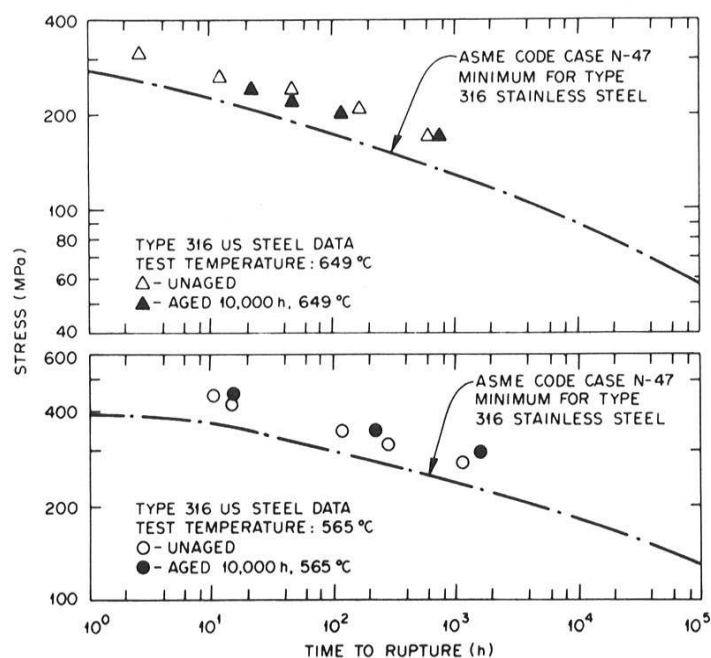 400
200
100
80
60
40
ASME CODE CASE N-47
MINIMUM FOR TYPE
316 STAINLESS STEEL
TYPE 316 US STEEL DATA
TEST TEMPERATURE: 649 °C
△ - UNAGED
▲ - AGED 10,000 h, 649 °C
STRESS (MPa)
600
400
200
100
ASME CODE CASE N-47
MINIMUM FOR TYPE
316 STAINLESS STEEL
TYPE 316 US STEEL DATA
TEST TEMPERATURE: 565 °C
○ - UNAGED
● - AGED 10,000 h, 565 °C
10⁰ 10¹ 10² 10³ 10⁴ 10⁵
TIME TO RUPTURE (h)